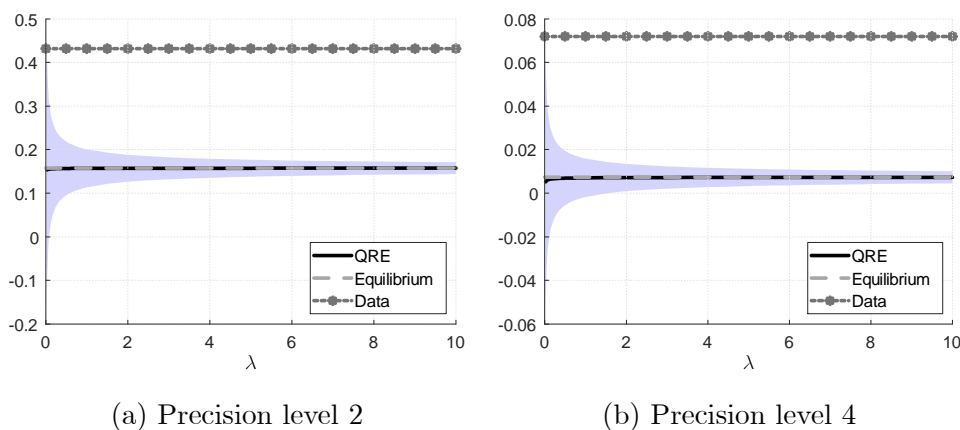 0.5
0.4
0.3
0.2
0.1
0
-0.1
-0.2
0 2 4 6 8 10
λ
QRE
Equilibrium
Data
(a) Precision level 2
0.08
0.06
0.04
0.02
0
-0.02
-0.04
-0.06
0 2 4 6 8 10
λ
QRE
Equilibrium
Data
(b) Precision level 4